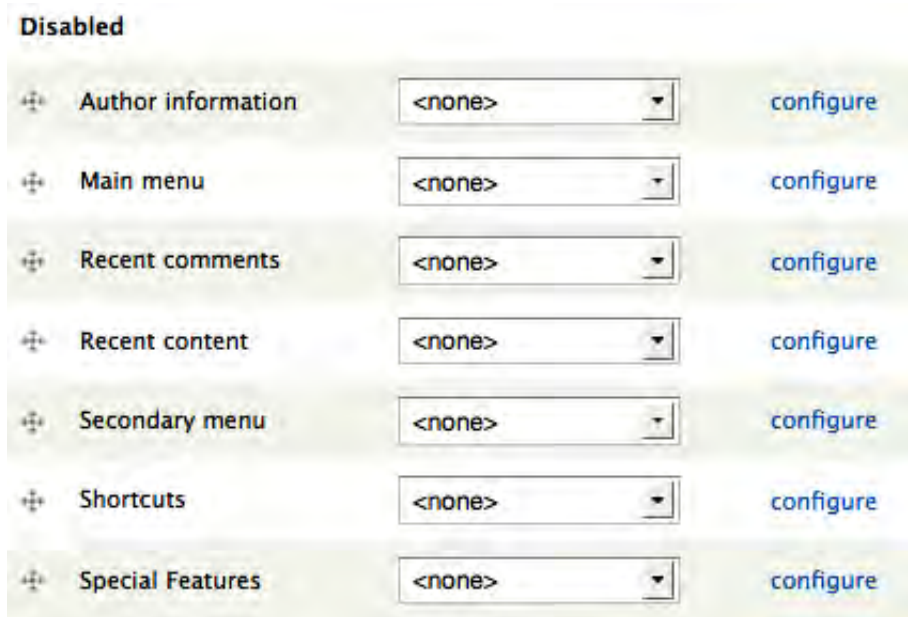 Disabled
Author information <none> configure
Main menu <none> configure
Recent comments <none> configure
Recent content <none> configure
Secondary menu <none> configure
Shortcuts <none> configure
Special Features <none> configure